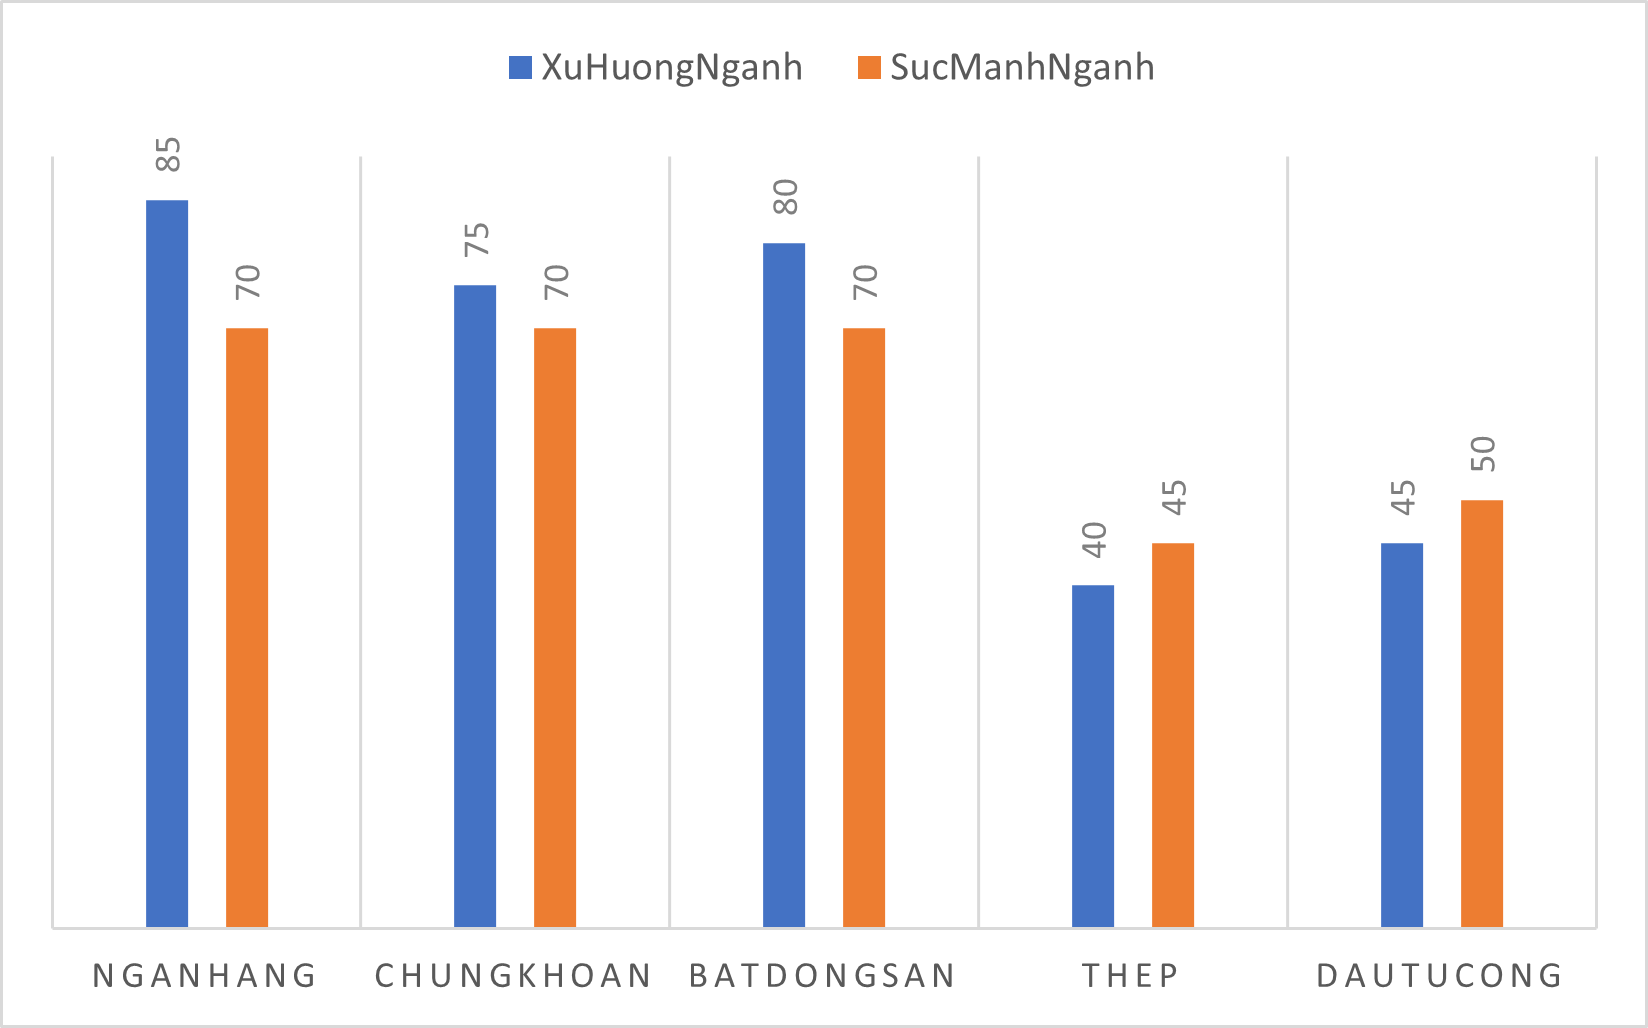 XuHuongNganh SucManhNganh
85 70 75 70 80 70 40 45 45 50
NGANHANG CHUNGKHOAN BATDONGSAN THEP DAUTUCONG